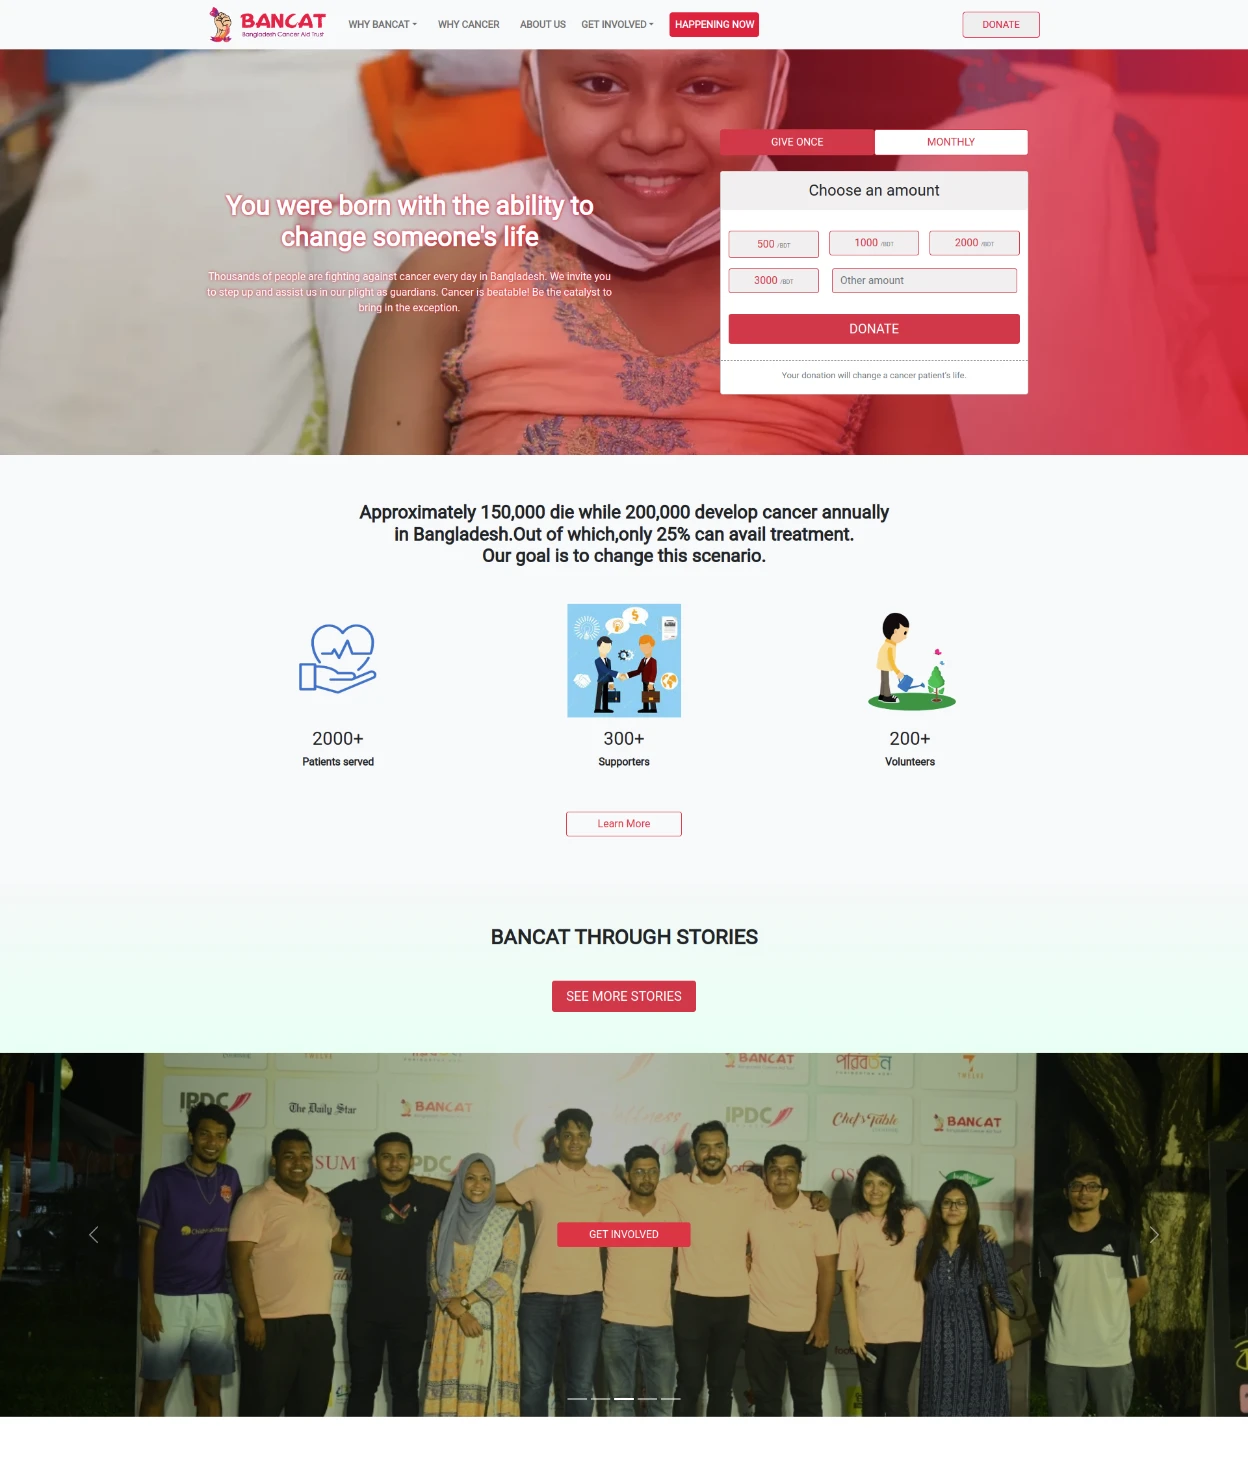 BANCAT
Bangladesh Cancer Aid Trust
WHY BANCAT
WHY CANCER
ABOUT US
GET INVOLVED
HAPPENING NOW
DONATE
You were born with the ability to
change someone's life
Thousands of people are fighting against cancer every day in Bangladesh. We invite you
to step up and assist us in our plight as guardians. Cancer is beatable! Be the catalyst to
bring in the exception.
GIVE ONCE
MONTHLY
Choose an amount
500 /BDT
1000 /BDT
2000 /BDT
3000 /BDT
Other amount
DONATE
Your donation will change a cancer patient's life.
Approximately 150,000 die while 200,000 develop cancer annually
in Bangladesh.Out of which,only 25% can avail treatment.
Our goal is to change this scenario.
2000+
Patients served
300+
Supporters
200+
Volunteers
Learn More
BANCAT THROUGH STORIES
SEE MORE STORIES
BANCAT
পরিবর্তন
TWELVE
IPDC
The Daily Star
BANCAT
IPDC
Chef's Table
BANCAT
SUM
PDC
GET INVOLVED